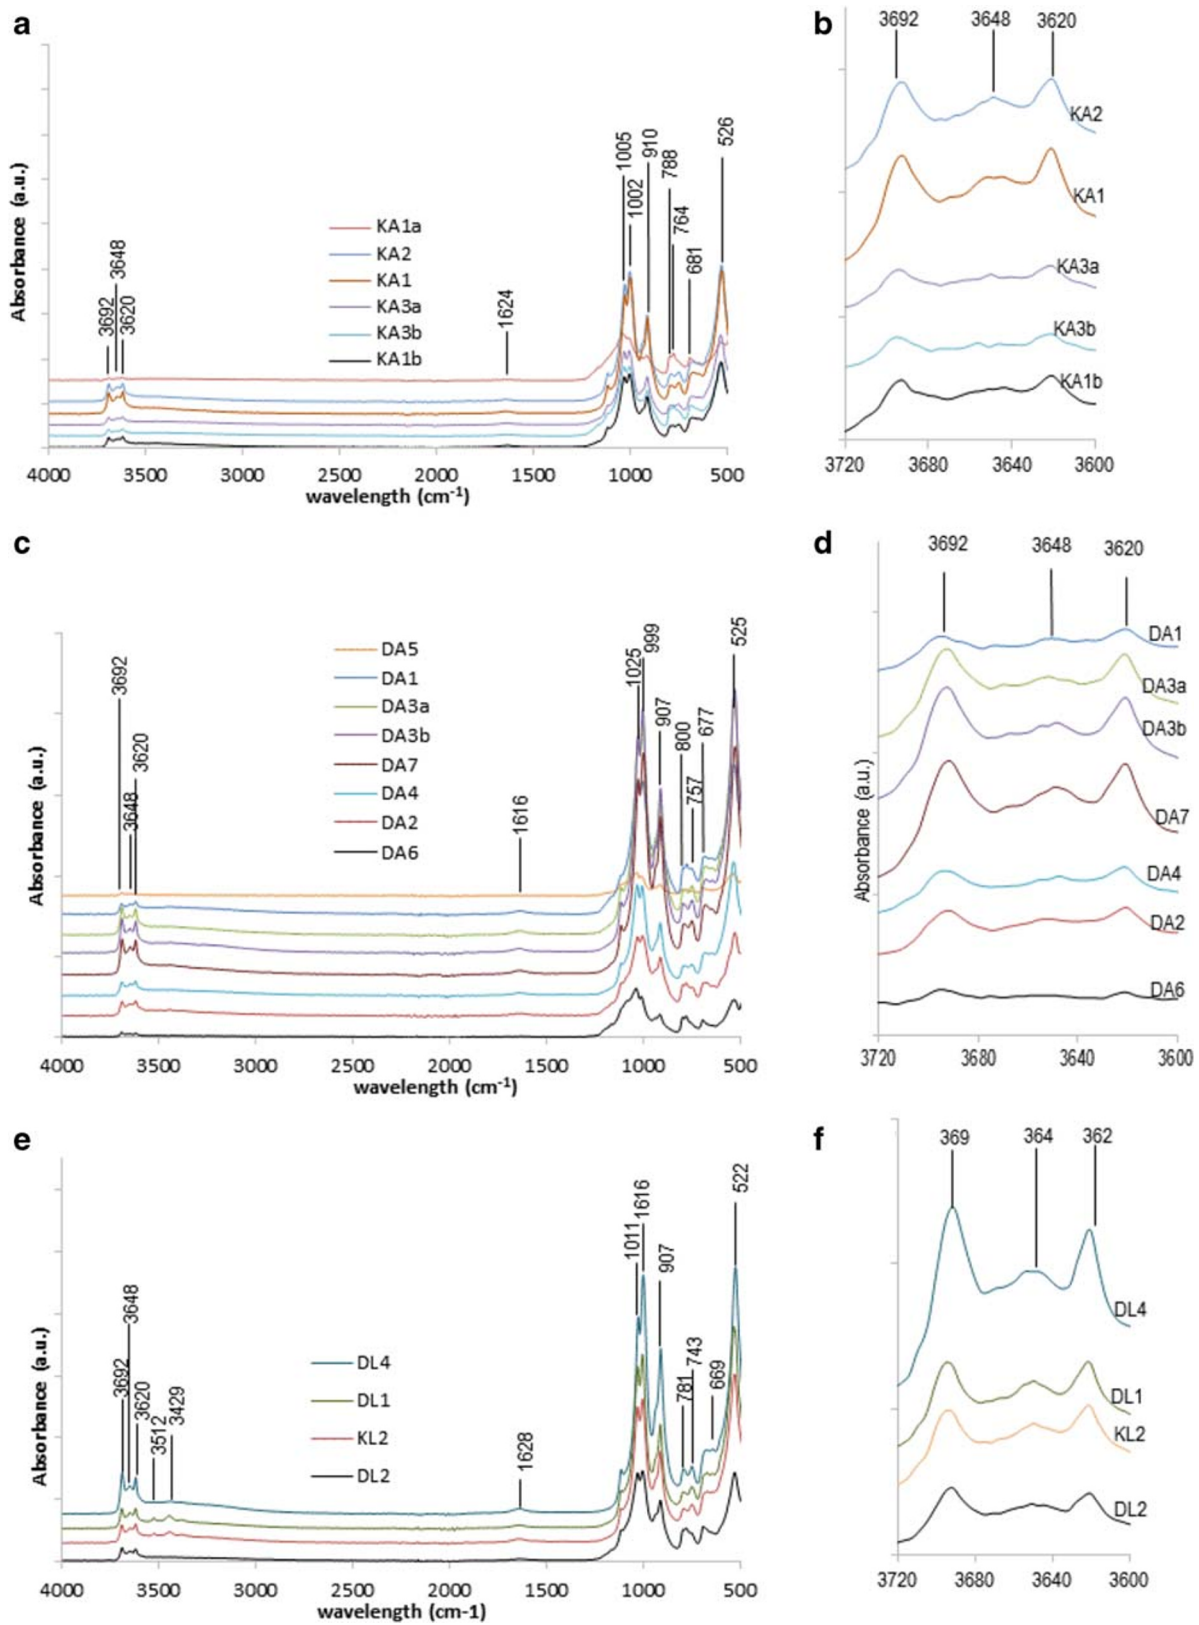 a
Absorbance (a.u.)
3692
3648
3620
1624
1005
1002
910
788
764
681
526
KA1a
KA2
KA1
KA3a
KA3b
KA1b
4000 3500 3000 2500 2000 1500 1000 500
wavelength (cm-1)
b
3692 3648 3620
KA2
KA1
KA3a
KA3b
KA1b
3720 3680 3640 3600
c
Absorbance (a.u.)
3692
3648
3620
1616
1025
999
907
800
757
677
525
DA5
DA1
DA3a
DA3b
DA7
DA4
DA2
DA6
4000 3500 3000 2500 2000 1500 1000 500
wavelength (cm-1)
d
Absorbance (a.u.)
3692 3648 3620
DA1
DA3a
DA3b
DA7
DA4
DA2
DA6
3720 3680 3640 3600
e
Absorbance (a.u.)
3692
3648
3620
3512
3429
1628
1011
1616
907
781
743
669
522
DL4
DL1
KL2
DL2
4000 3500 3000 2500 2000 1500 1000 500
wavelength (cm-1)
f
369 364 362
DL4
DL1
KL2
DL2
3720 3680 3640 3600